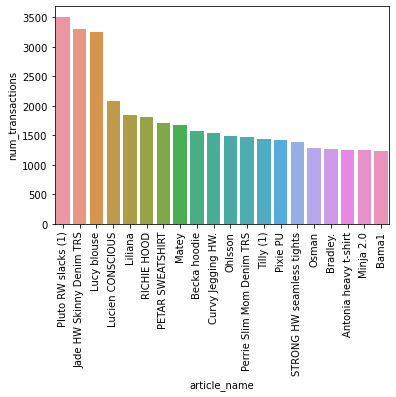 3500
3000
2500
2000
1500
1000
500
0
num_transactions
Pluto RW slacks (1)
Jade HW Skinny Denim TRS
Lucy blouse
Lucien CONSCIOUS
Liliana
RICHIE HOOD
PETAR SWEATSHIRT
Matey
Becka hoodie
Curvy Jegging HW.
Ohlsson
Perrie Slim Mom Denim TRS
Tilly (1)
Pixie PU
STRONG HW seamless tights
Osman
Bradley.
Antonia heavy t-shirt
Minja 2.0
Bama1
article_name